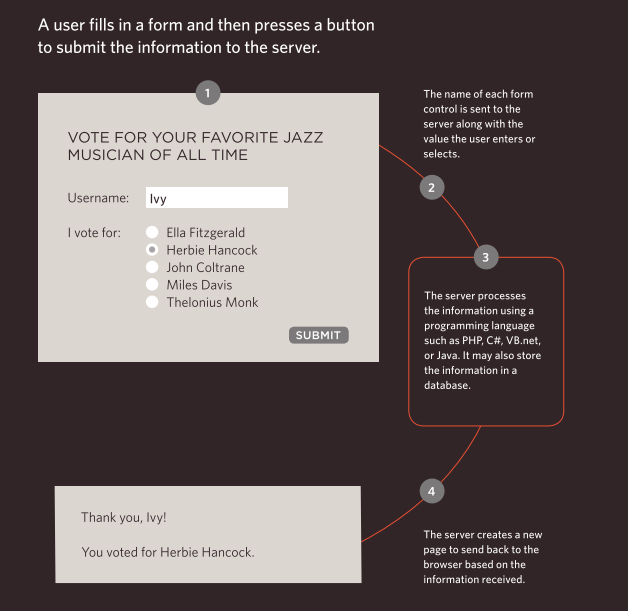 A user fills in a form and then presses a button
to submit the information to the server.
1
VOTE FOR YOUR FAVORITE JAZZ
MUSICIAN OF ALL TIME
Username: Ivy
I vote for: Ella Fitzgerald
Herbie Hancock
John Coltrane
Miles Davis
Thelonius Monk
SUBMIT
The name of each form
control is sent to the
server along with the
value the user enters or
selects.
2
3
The server processes
the information using a
programming language
such as PHP, C#, VB.net,
or Java. It may also store
the information in a
database.
4
The server creates a new
page to send back to the
browser based on the
information received.
Thank you, Ivy!
You voted for Herbie Hancock.